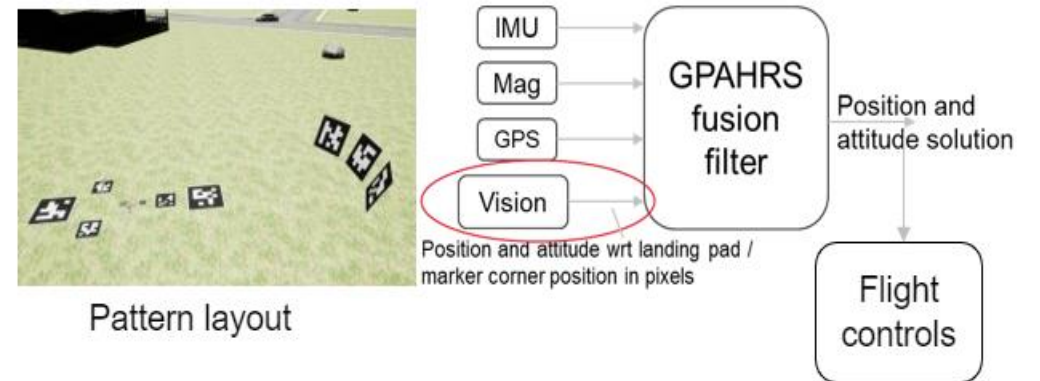 IMU
Mag
GPS
Vision
GPAHRS
fusion
filter
Position and
attitude solution
Position and attitude wrt landing pad /
marker corner position in pixels
Flight
controls
Pattern layout